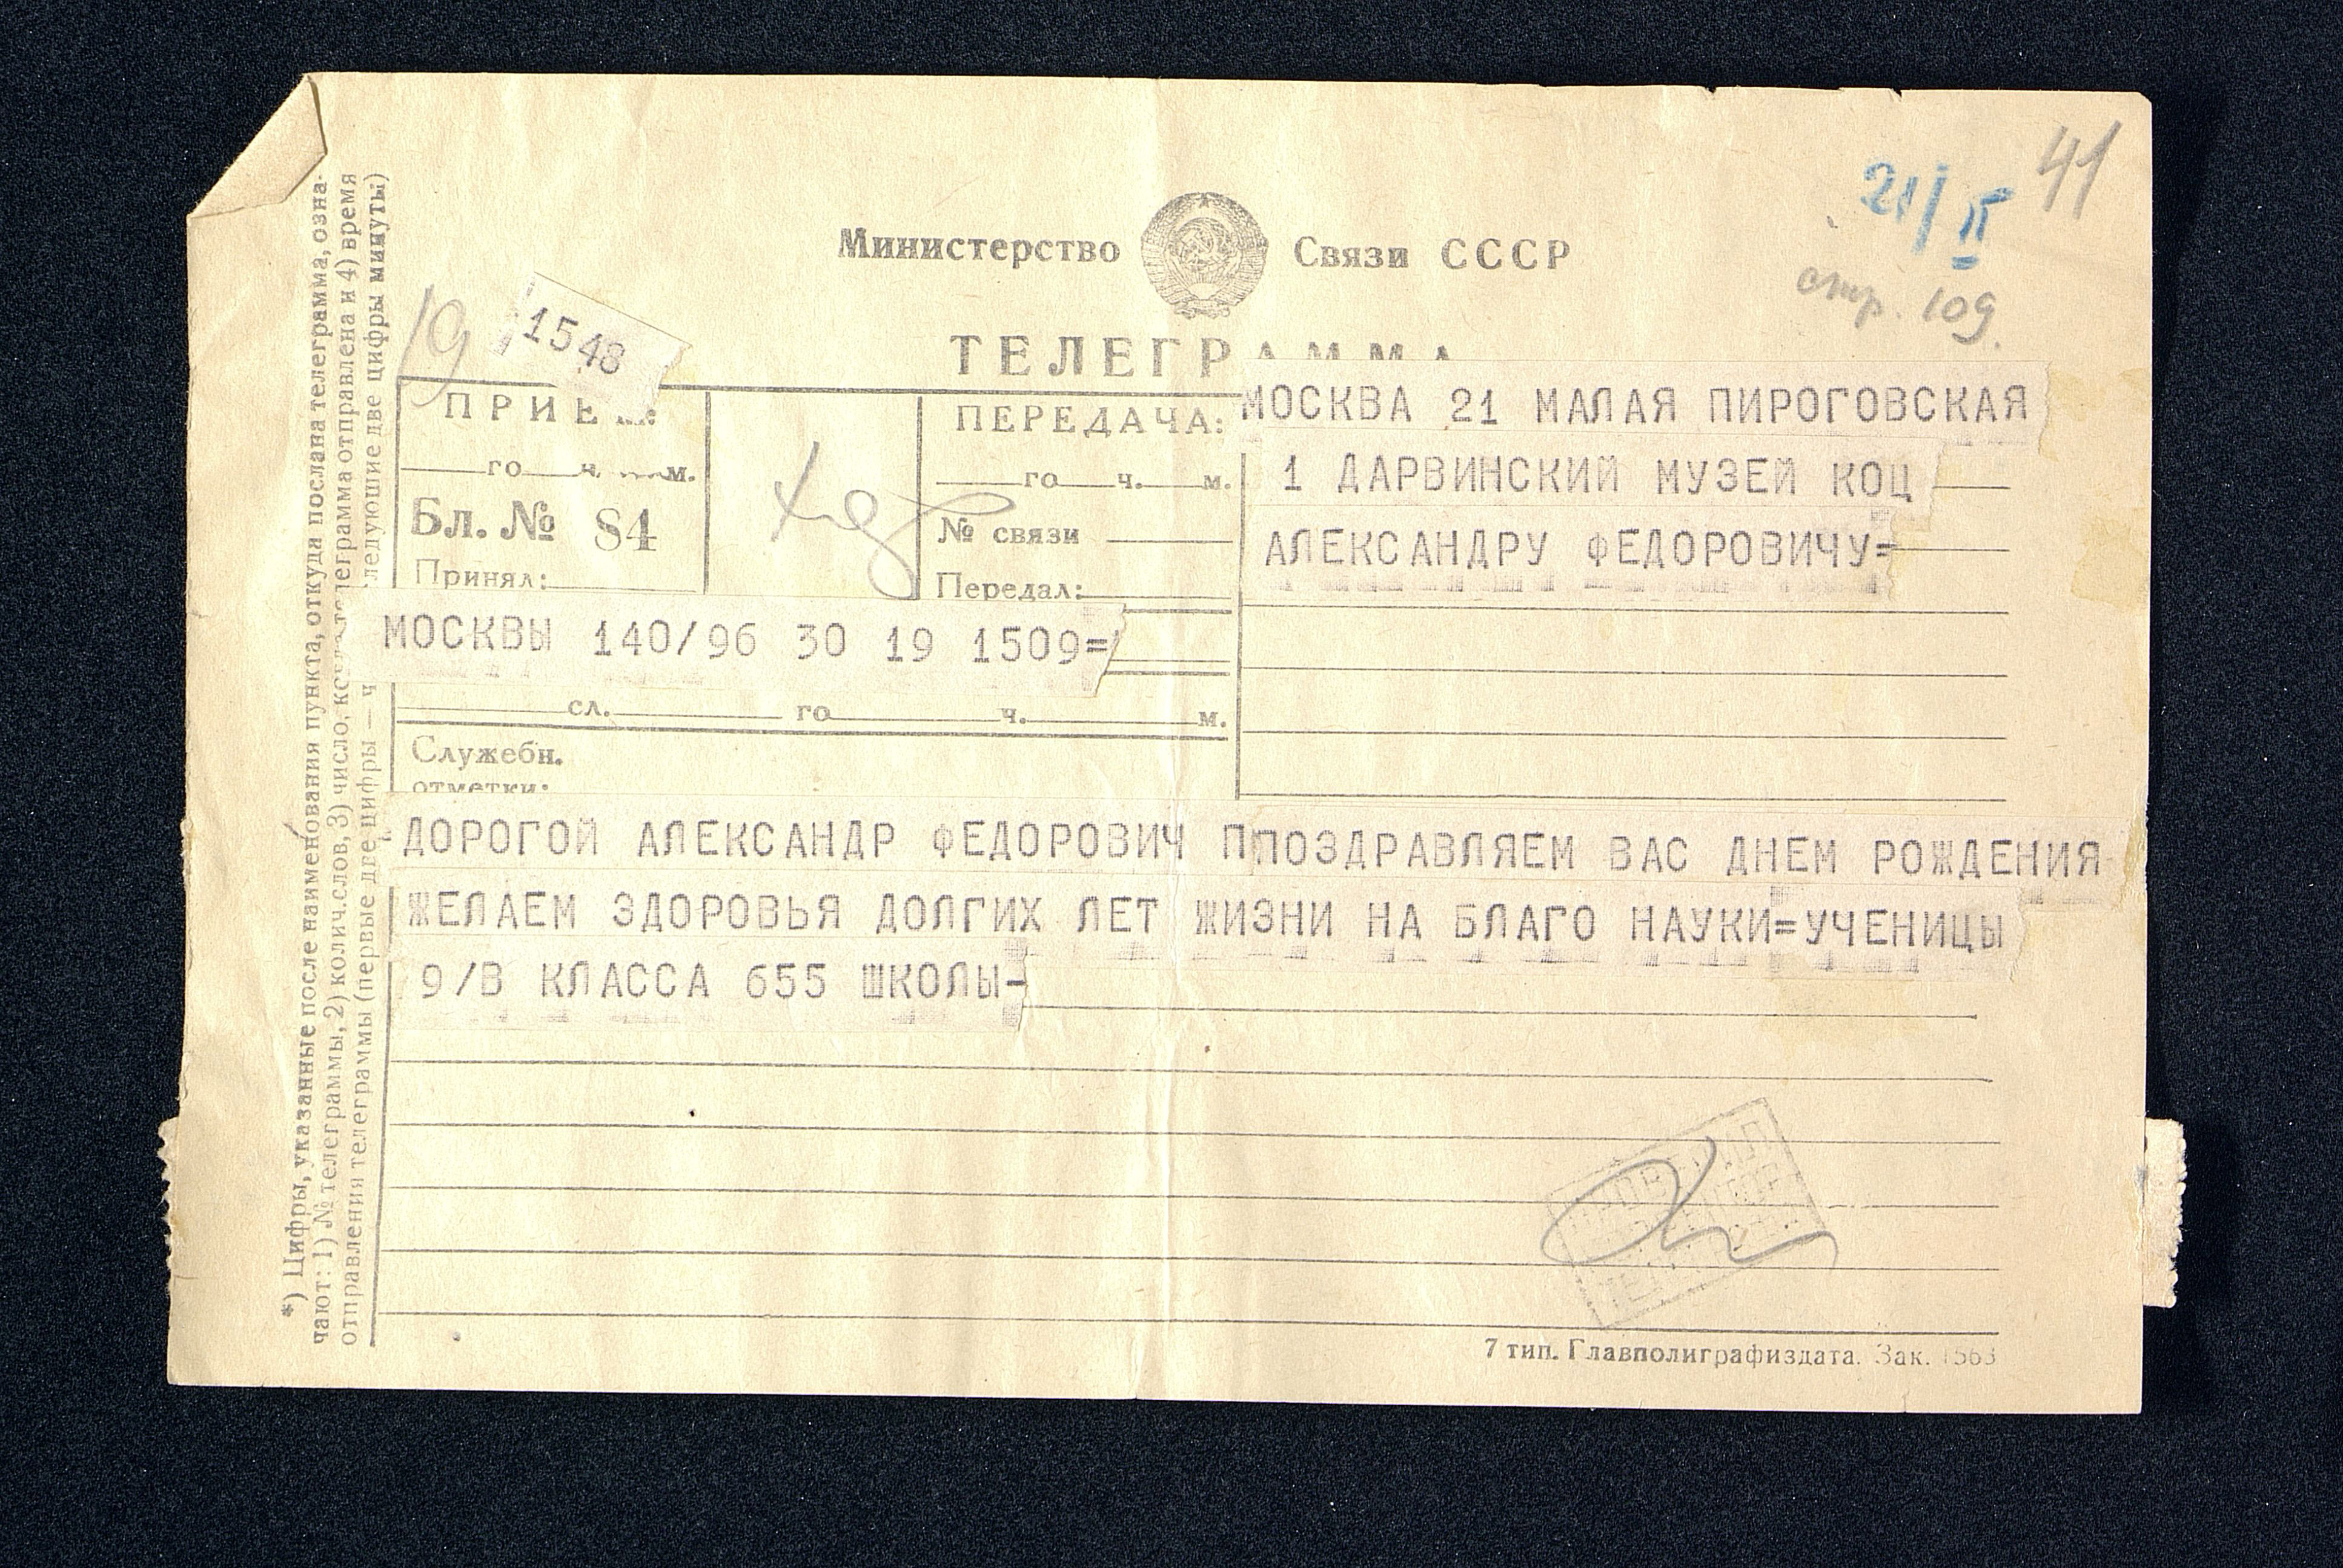 41
21/II
стр. 109.
Министерство Связи СССР
ТЕЛЕГРАММА
19
1548
ПРИЕМ:
го ч. м.
Бл. № 84
Принял:
ПЕРЕДАЧА:
го ч. м.
№ связи
Передал:
МОСКВА 21 МАЛАЯ ПИРОГОВСКАЯ
1 ДАРВИНСКИЙ МУЗЕЙ КОЦ
АЛЕКСАНДРУ ФЕДОРОВИЧУ=
МОСКВЫ 140/96 30 19 1509=
сл. го ч. м.
Служебн.
отметки:
ДОРОГОЙ АЛЕКСАНДР ФЕДОРОВИЧ ППОЗДРАВЛЯЕМ ВАС ДНЕМ РОЖДЕНИЯ
ЖЕЛАЕМ ЗДОРОВЬЯ ДОЛГИХ ЛЕТ ЖИЗНИ НА БЛАГО НАУКИ=УЧЕНИЦЫ
9/В КЛАССА 655 ШКОЛЫ-
7 тип. Главполиграфиздата. Зак. 1563
*) Цифры, указанные после наименования пункта, откуда послана телеграмма, озна-
чают: 1) № телеграммы, 2) колич.слов, 3) число, телеграмма отправлена и 4) время
отправления телеграммы (первые две цифры — следующие две цифры минуты)